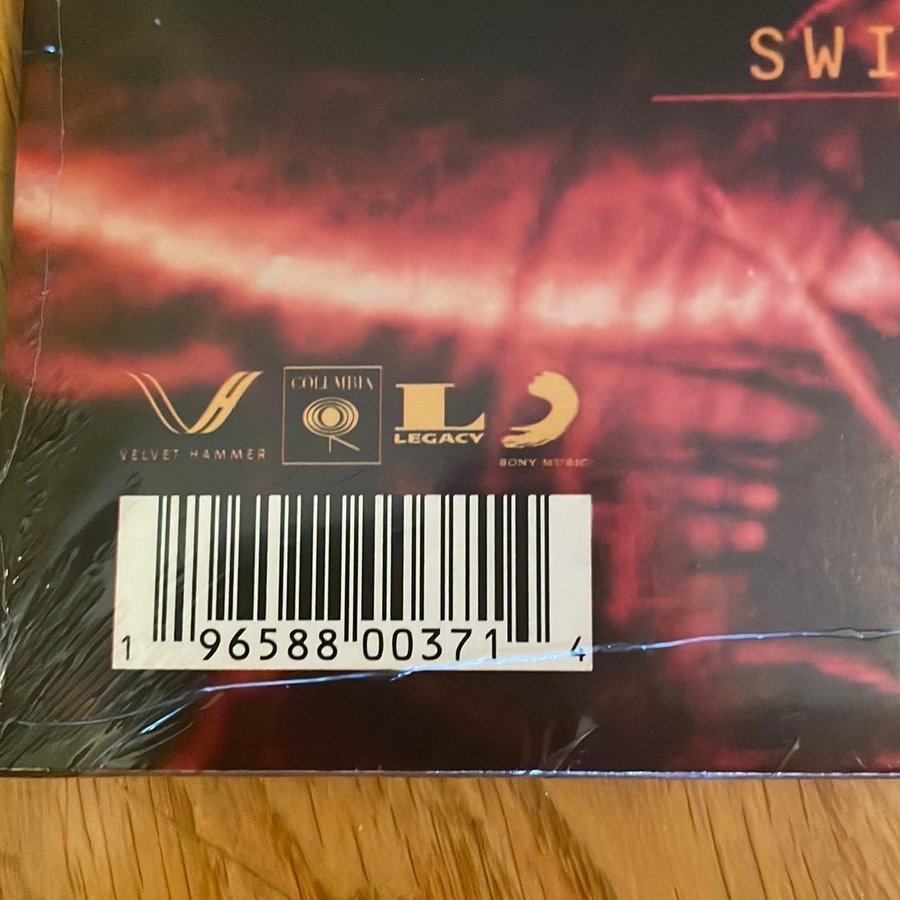 SWI
VELVET HAMMER
COLUMBIA
L
LEGACY
SONY MUSIC
1 96588 00371 4